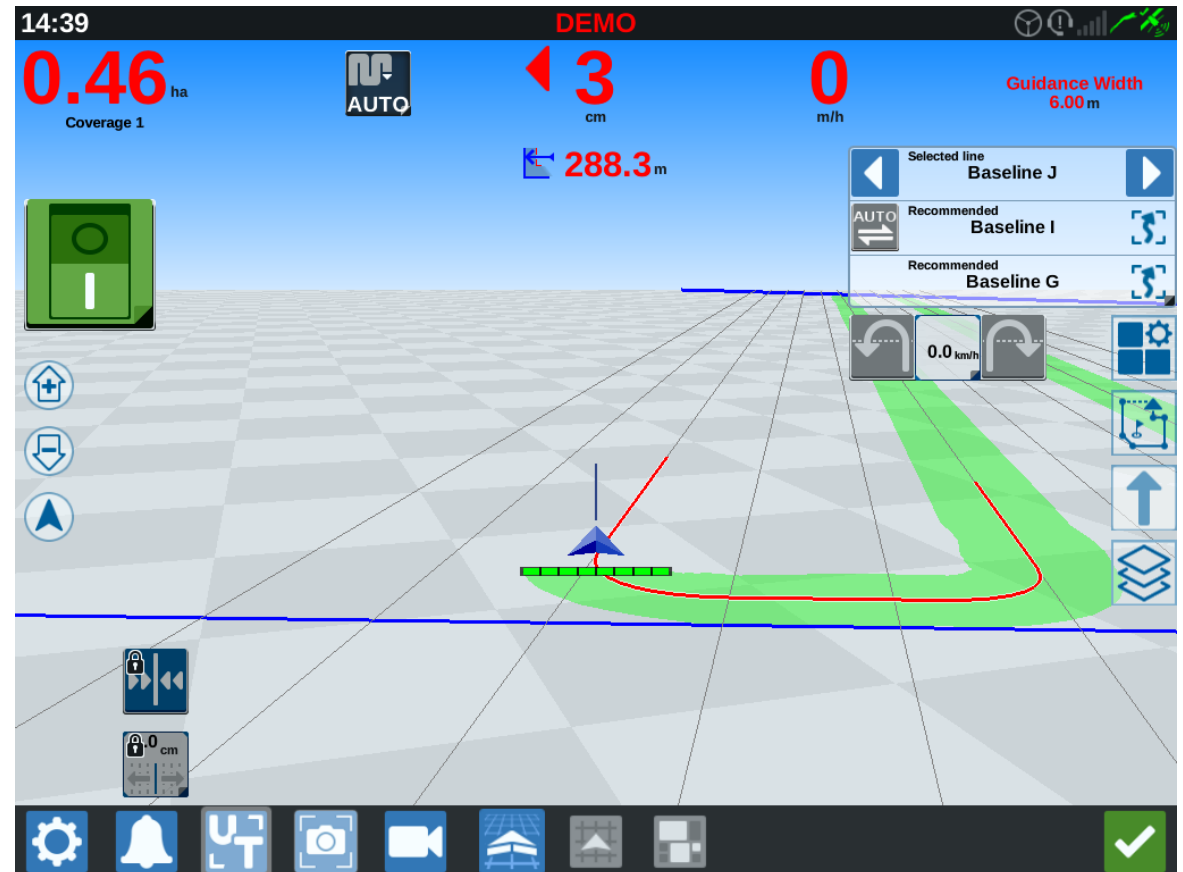 14:39
DEMO
0.46 ha
Coverage 1
AUTO
3
cm
0
m/h
Guidance Width
6.00 m
288.3 m
Selected line
Baseline J
AUTO
Recommended
Baseline I
Recommended
Baseline G
0.0 km/h
.0 cm
UT